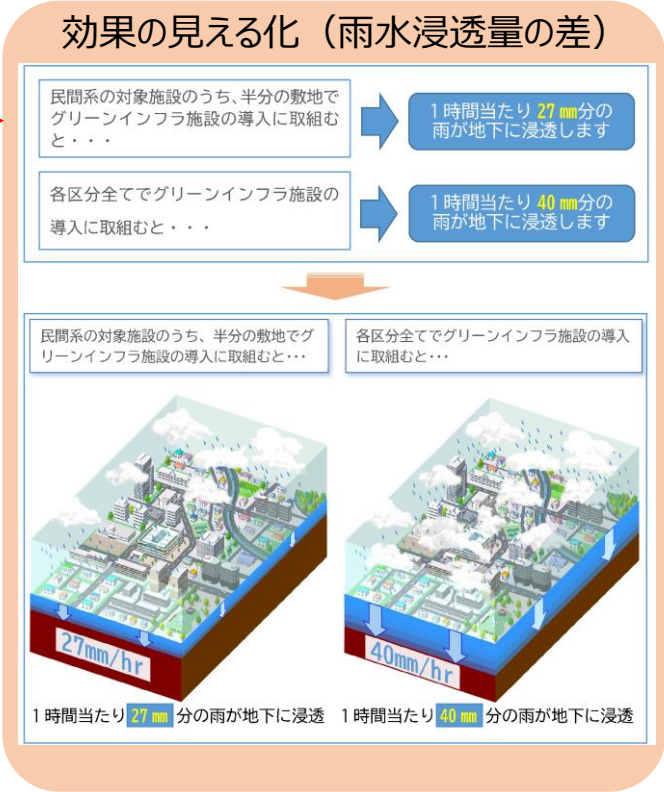 効果の見える化（雨水浸透量の差）
民間系の対象施設のうち、半分の敷地で
グリーンインフラ施設の導入に取組む
と・・・
１時間当たり 27 ㎜分の
雨が地下に浸透します
各区分全てでグリーンインフラ施設の
導入に取組むと・・・
１時間当たり 40 ㎜分の
雨が地下に浸透します
民間系の対象施設のうち、半分の敷地でグ
リーンインフラ施設の導入に取組むと･･･
各区分全てでグリーンインフラ施設の導入
に取組むと･･･
27mm/hr
40mm/hr
１時間当たり 27 ㎜ 分の雨が地下に浸透
１時間当たり 40 ㎜ 分の雨が地下に浸透